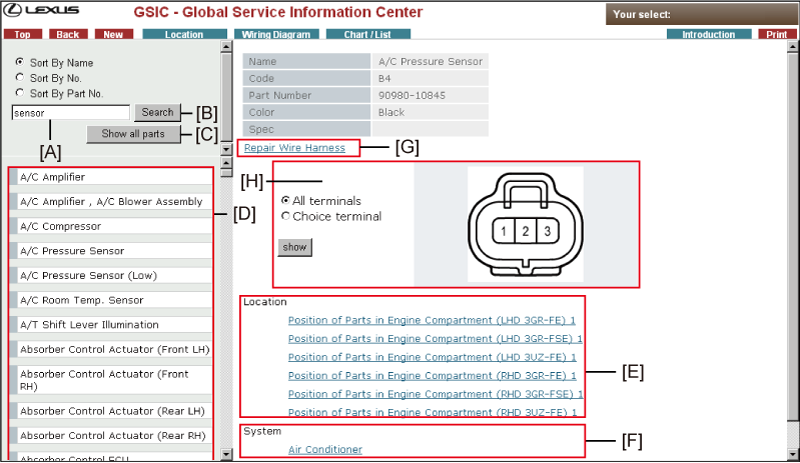 LEXUS
GSIC - Global Service Information Center
Your select:
Top Back New Location Wiring Diagram Chart / List Introduction Print
Sort By Name
Sort By No.
Sort By Part No.
sensor Search [B]
Show all parts [C]
[A]
Name A/C Pressure Sensor
Code B4
Part Number 90980-10845
Color Black
Spec
Repair Wire Harness [G]
A/C Amplifier
A/C Amplifier , A/C Blower Assembly
A/C Compressor
A/C Pressure Sensor
A/C Pressure Sensor (Low)
A/C Room Temp. Sensor
A/T Shift Lever Illumination
Absorber Control Actuator (Front LH)
Absorber Control Actuator (Front
RH)
Absorber Control Actuator (Rear LH)
Absorber Control Actuator (Rear RH)
Absorber Control ECU
[D]
[H]
All terminals
Choice terminal
show
1 2 3
Location
Position of Parts in Engine Compartment (LHD 3GR-FE) 1
Position of Parts in Engine Compartment (LHD 3GR-FSE) 1
Position of Parts in Engine Compartment (LHD 3UZ-FE) 1
Position of Parts in Engine Compartment (RHD 3GR-FE) 1
Position of Parts in Engine Compartment (RHD 3GR-FSE) 1
Position of Parts in Engine Compartment (RHD 3UZ-FE) 1
[E]
System
Air Conditioner
[F]